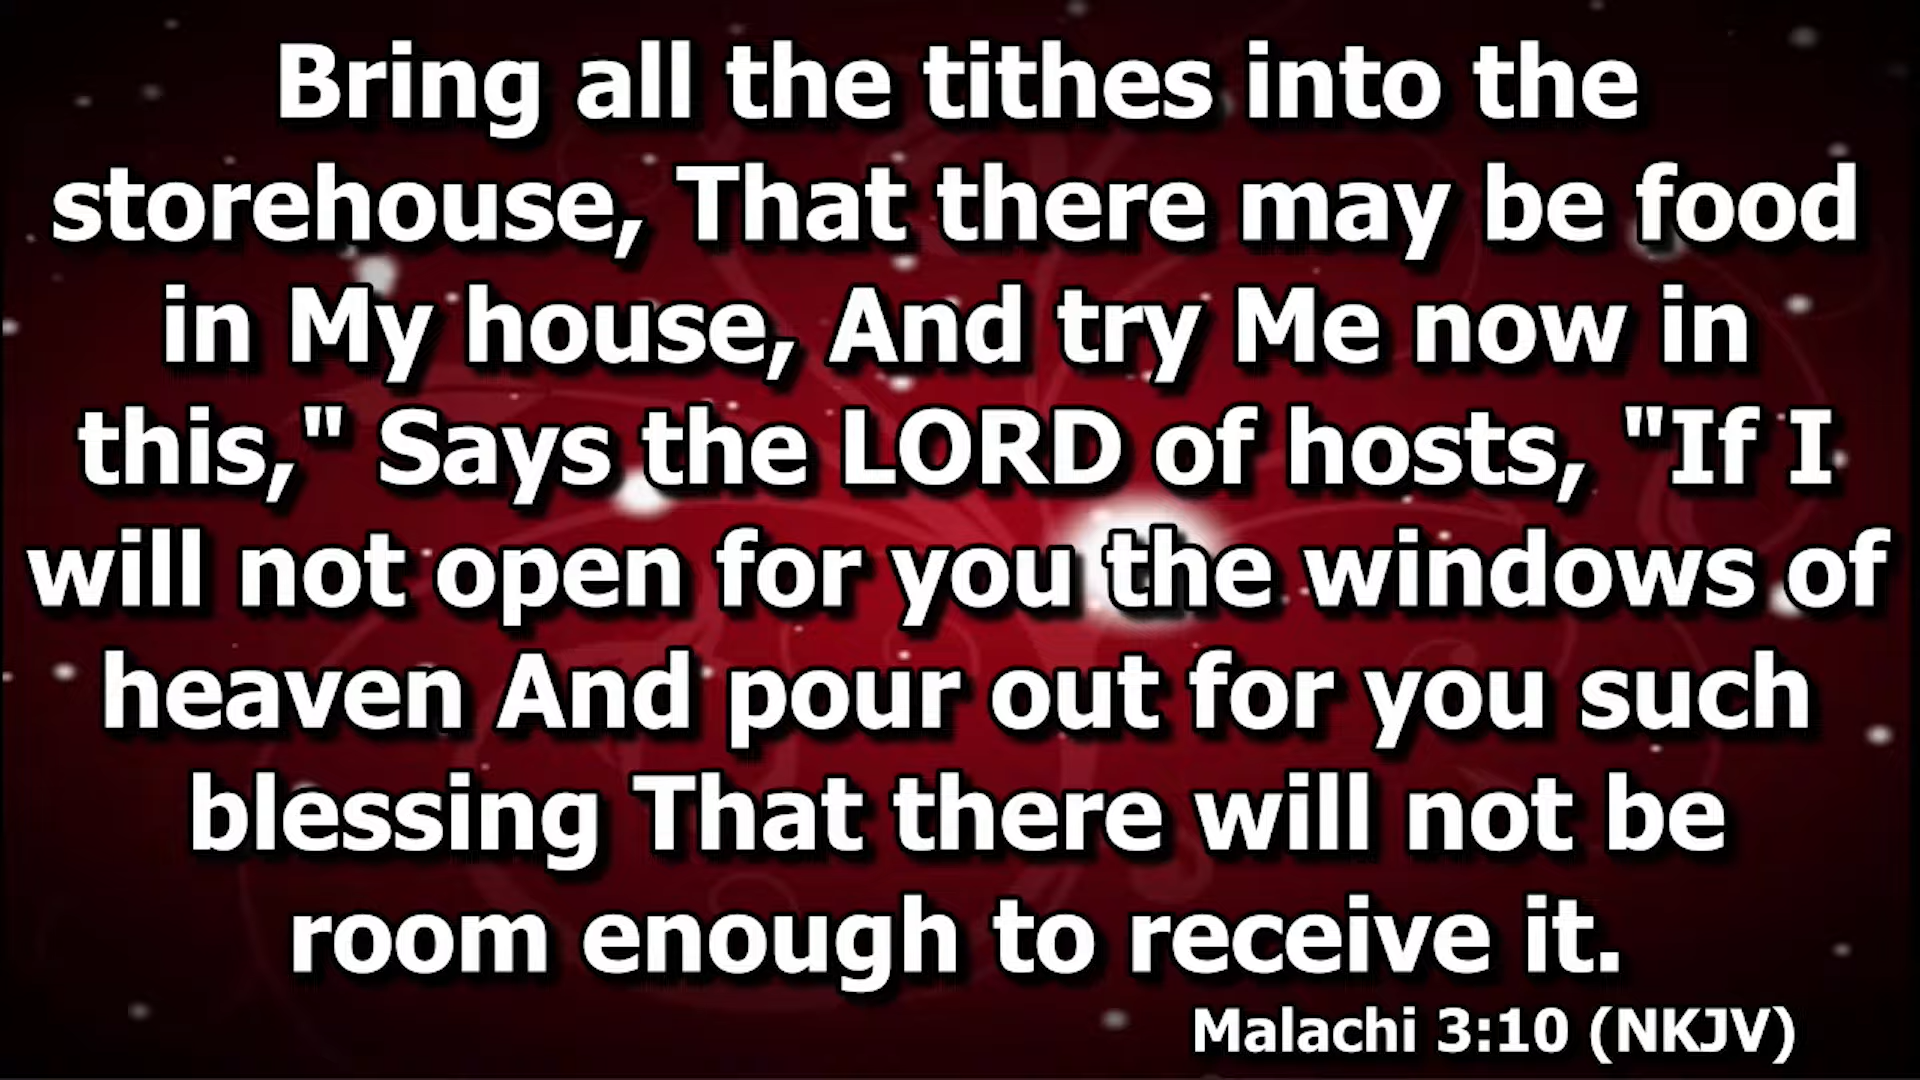 Bring all the tithes into the
storehouse, That there may be food
in My house, And try Me now in
this," Says the LORD of hosts, "If I
will not open for you the windows of
heaven And pour out for you such
blessing That there will not be
room enough to receive it.
Malachi 3:10 (NKJV)